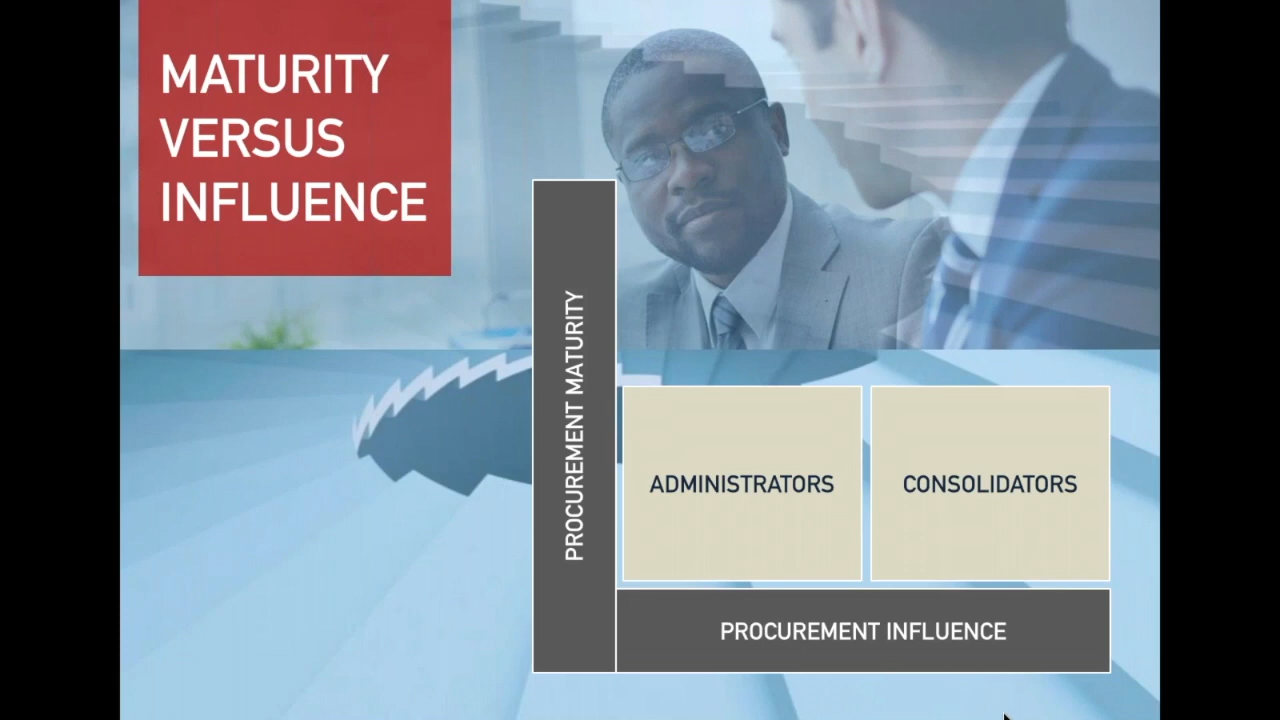 MATURITY
VERSUS
INFLUENCE
PROCUREMENT MATURITY
ADMINISTRATORS
CONSOLIDATORS
PROCUREMENT INFLUENCE